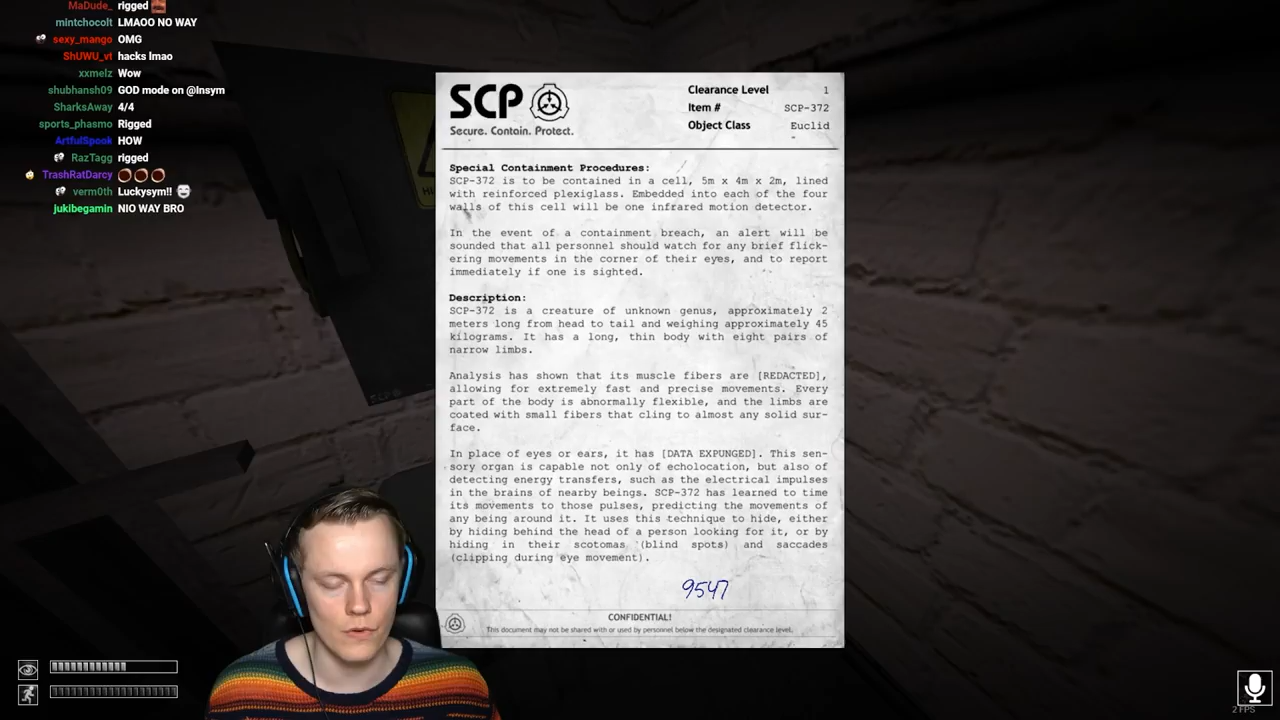 MaDude_ rigged
mintchocolt LMAOO NO WAY
sexy_mango OMG
ShUWU_vt hacks lmao
xxmelz Wow
shubhansh09 GOD mode on @Insym
SharksAway 4/4
sports_phasmo Rigged
ArtfulSpook HOW
RazTagg rigged
TrashRatDarcy
verm0th Luckysym!!
jukibegamin NIO WAY BRO
SCP
Secure. Contain. Protect.
Clearance Level 1
Item # SCP-372
Object Class Euclid
Special Containment Procedures:
SCP-372 is to be contained in a cell, 5m x 4m x 2m, lined
with reinforced plexiglass. Embedded into each of the four
walls of this cell will be one infrared motion detector.
In the event of a containment breach, an alert will be
sounded that all personnel should watch for any brief flick-
ering movements in the corner of their eyes, and to report
immediately if one is sighted.
Description:
SCP-372 is a creature of unknown genus, approximately 2
meters long from head to tail and weighing approximately 45
kilograms. It has a long, thin body with eight pairs of
narrow limbs.
Analysis has shown that its muscle fibers are [REDACTED],
allowing for extremely fast and precise movements. Every
part of the body is abnormally flexible, and the limbs are
coated with small fibers that cling to almost any solid sur-
face.
In place of eyes or ears, it has [DATA EXPUNGED]. This sen-
sory organ is capable not only of echolocation, but also of
detecting energy transfers, such as the electrical impulses
in the brains of nearby beings. SCP-372 has learned to time
its movements to those pulses, predicting the movements of
any being around it. It uses this technique to hide, either
by hiding behind the head of a person looking for it, or by
hiding in their scotomas (blind spots) and saccades
(clipping during eye movement).
9547
CONFIDENTIAL!
This document may not be shared with or used by personnel below the designated clearance level.
2 FPS